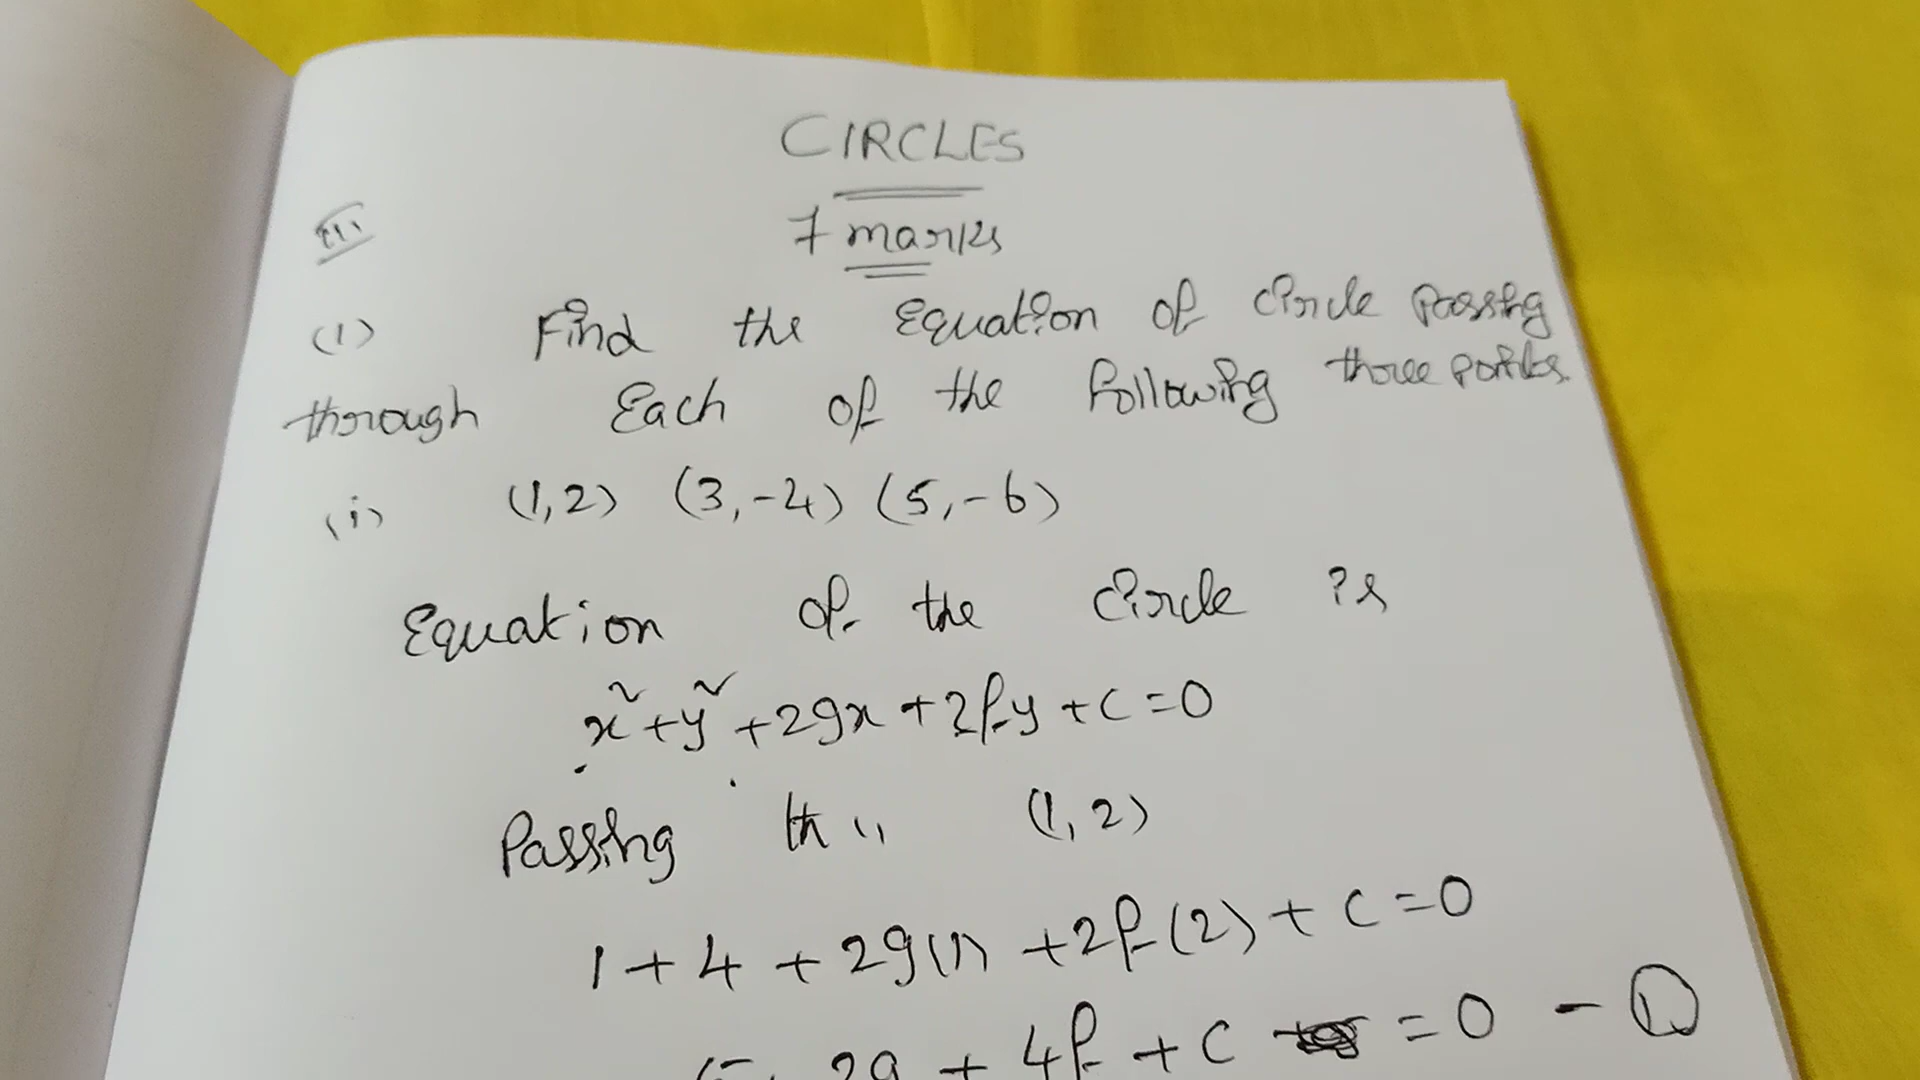 CIRCLES
7 marks
III.
(1) Find the Equation of circle passing
through Each of the following three points.
(i) (1,2) (3,-4) (5,-6)
Equation of the circle is
x²+y²+2gx+2fy+c=0
Passing th (1,2)
1+4+2g(1)+2f(2)+c=0
5+2g+4f+c=0 - ①